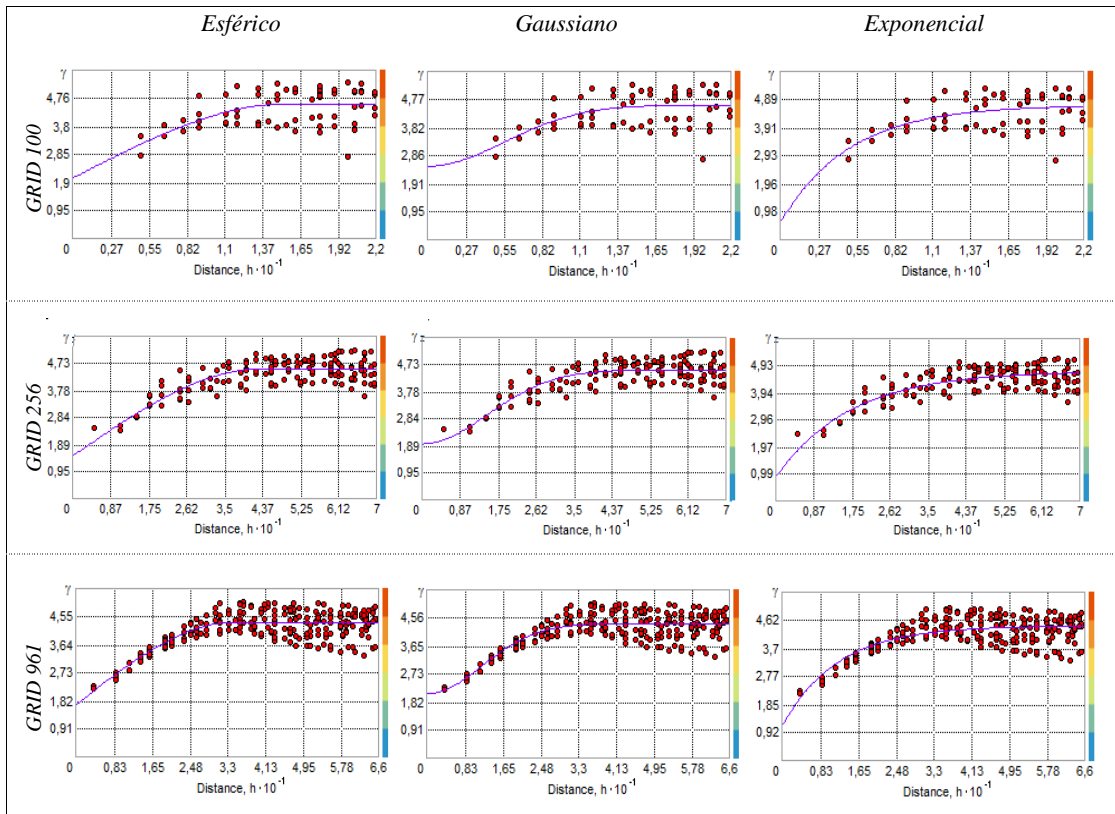 Esférico Gaussiano Exponencial
GRID 100
γ
4,76
3,8
2,85
1,9
0,95
0 0,27 0,55 0,82 1,1 1,37 1,65 1,92 2,2
Distance, h · 10⁻¹
γ
4,77
3,82
2,86
1,91
0,95
0 0,27 0,55 0,82 1,1 1,37 1,65 1,92 2,2
Distance, h · 10⁻¹
γ
4,89
3,91
2,93
1,96
0,98
0 0,27 0,55 0,82 1,1 1,37 1,65 1,92 2,2
Distance, h · 10⁻¹
GRID 256
γ
4,73
3,78
2,84
1,89
0,95
0 0,87 1,75 2,62 3,5 4,37 5,25 6,12 7
Distance, h · 10⁻¹
γ
4,73
3,78
2,84
1,89
0,95
0 0,87 1,75 2,62 3,5 4,37 5,25 6,12 7
Distance, h · 10⁻¹
γ
4,93
3,94
2,96
1,97
0,99
0 0,87 1,75 2,62 3,5 4,37 5,25 6,12 7
Distance, h · 10⁻¹
GRID 961
γ
4,55
3,64
2,73
1,82
0,91
0 0,83 1,65 2,48 3,3 4,13 4,95 5,78 6,6
Distance, h · 10⁻¹
γ
4,56
3,65
2,73
1,82
0,91
0 0,83 1,65 2,48 3,3 4,13 4,95 5,78 6,6
Distance, h · 10⁻¹
γ
4,62
3,7
2,77
1,85
0,92
0 0,83 1,65 2,48 3,3 4,13 4,95 5,78 6,6
Distance, h · 10⁻¹